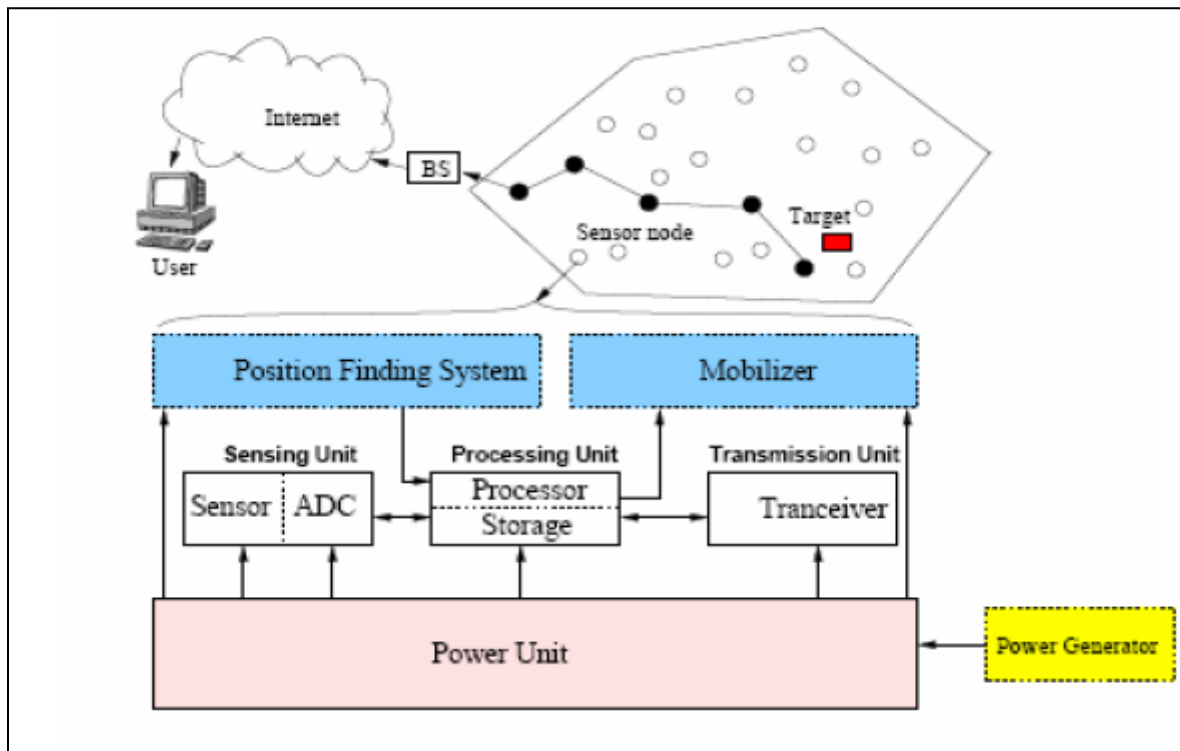 Internet
BS
Target
Sensor node
User
Position Finding System
Mobilizer
Sensing Unit
Processing Unit
Transmission Unit
Sensor
ADC
Processor
Storage
Tranceiver
Power Unit
Power Generator